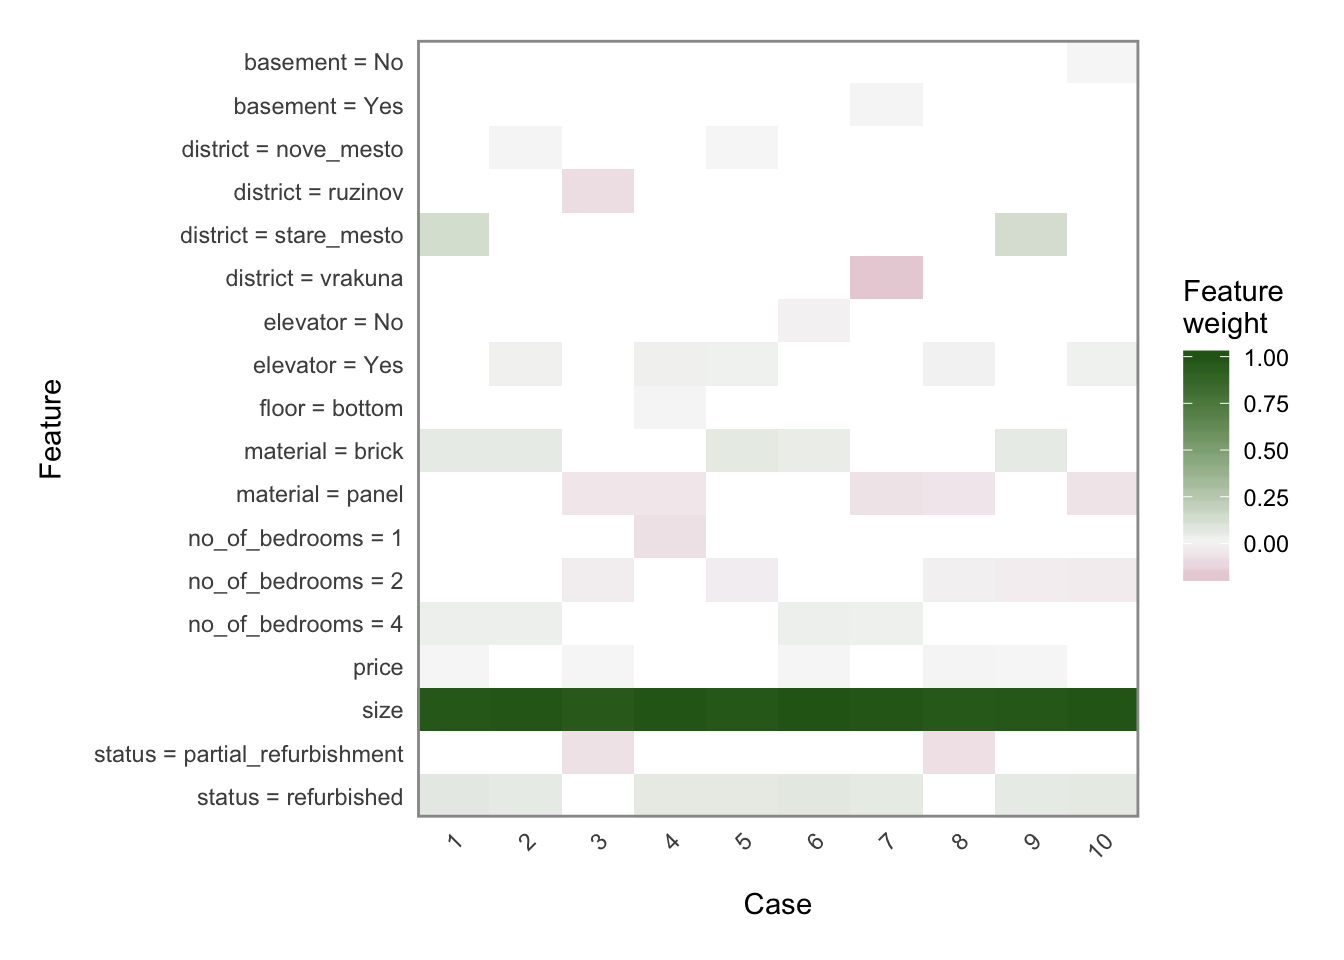 basement = No
basement = Yes
district = nove_mesto
district = ruzinov
district = stare_mesto
district = vrakuna
elevator = No
elevator = Yes
floor = bottom
material = brick
material = panel
no_of_bedrooms = 1
no_of_bedrooms = 2
no_of_bedrooms = 4
price
size
status = partial_refurbishment
status = refurbished
Feature
1 2 3 4 5 6 7 8 9 10
Case
Feature
weight
1.00
0.75
0.50
0.25
0.00